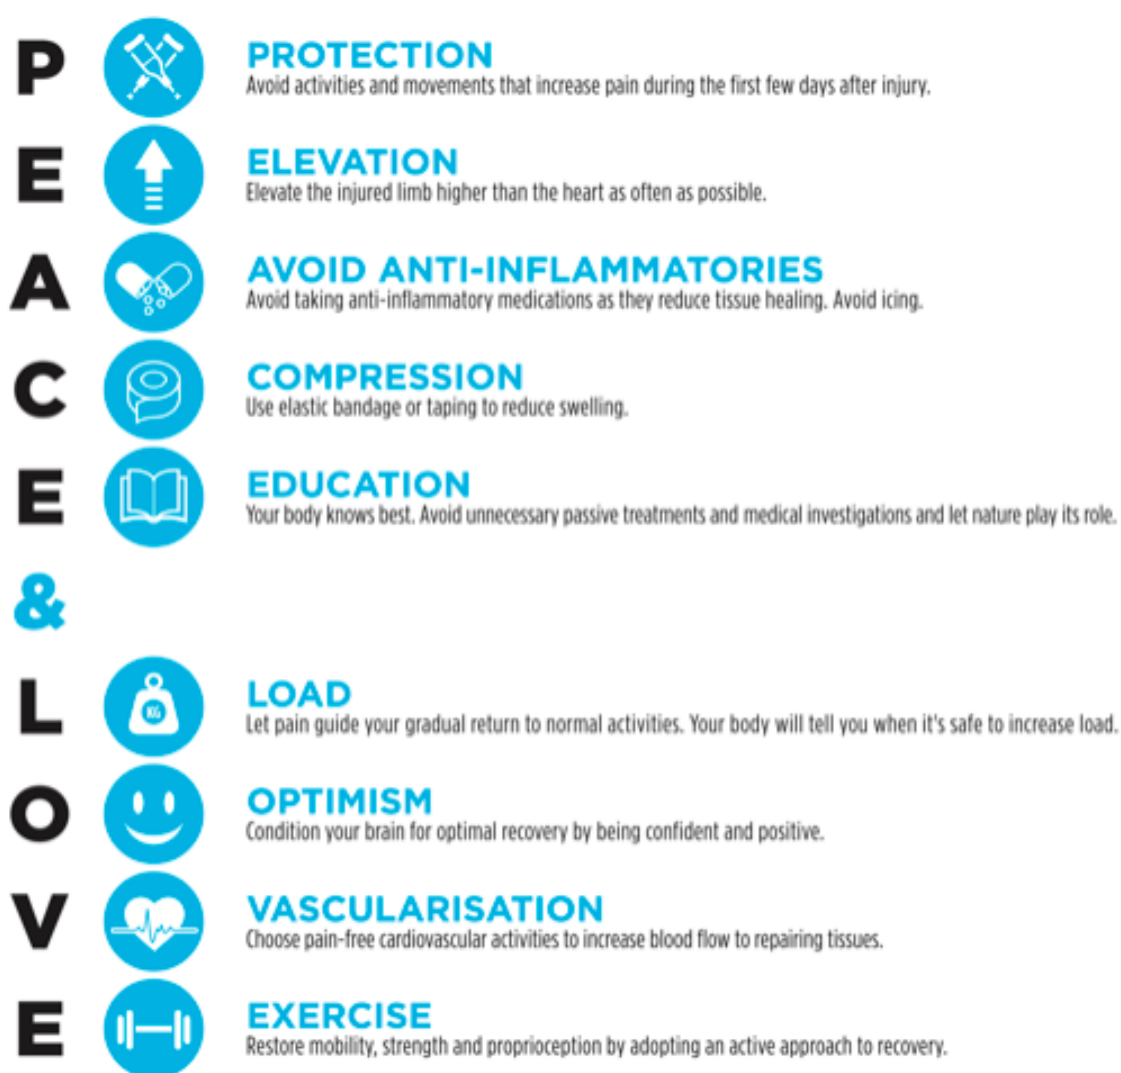 P
PROTECTION
Avoid activities and movements that increase pain during the first few days after injury.
E
ELEVATION
Elevate the injured limb higher than the heart as often as possible.
A
AVOID ANTI-INFLAMMATORIES
Avoid taking anti-inflammatory medications as they reduce tissue healing. Avoid icing.
C
COMPRESSION
Use elastic bandage or taping to reduce swelling.
E
EDUCATION
Your body knows best. Avoid unnecessary passive treatments and medical investigations and let nature play its role.
&
L
KG
LOAD
Let pain guide your gradual return to normal activities. Your body will tell you when it's safe to increase load.
O
OPTIMISM
Condition your brain for optimal recovery by being confident and positive.
V
VASCULARISATION
Choose pain-free cardiovascular activities to increase blood flow to repairing tissues.
E
EXERCISE
Restore mobility, strength and proprioception by adopting an active approach to recovery.